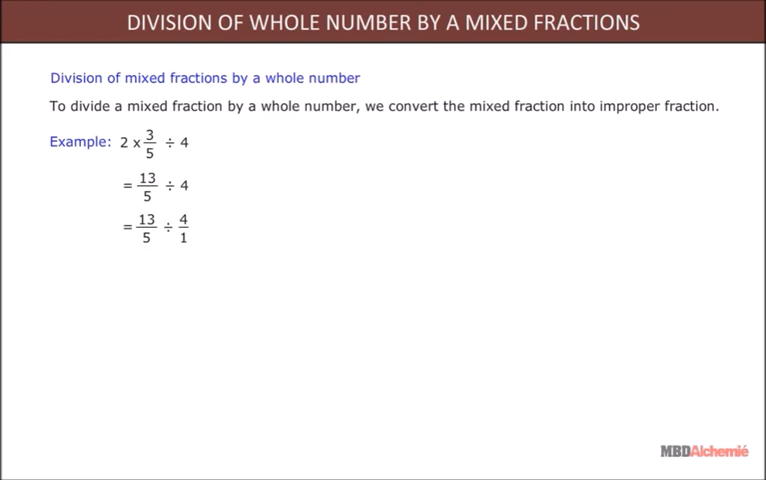 DIVISION OF WHOLE NUMBER BY A MIXED FRACTIONS
Division of mixed fractions by a whole number
To divide a mixed fraction by a whole number, we convert the mixed fraction into improper fraction.
Example: 2 x 3/5 ÷ 4
= 13/5 ÷ 4
= 13/5 ÷ 4/1
MBDAlchemié